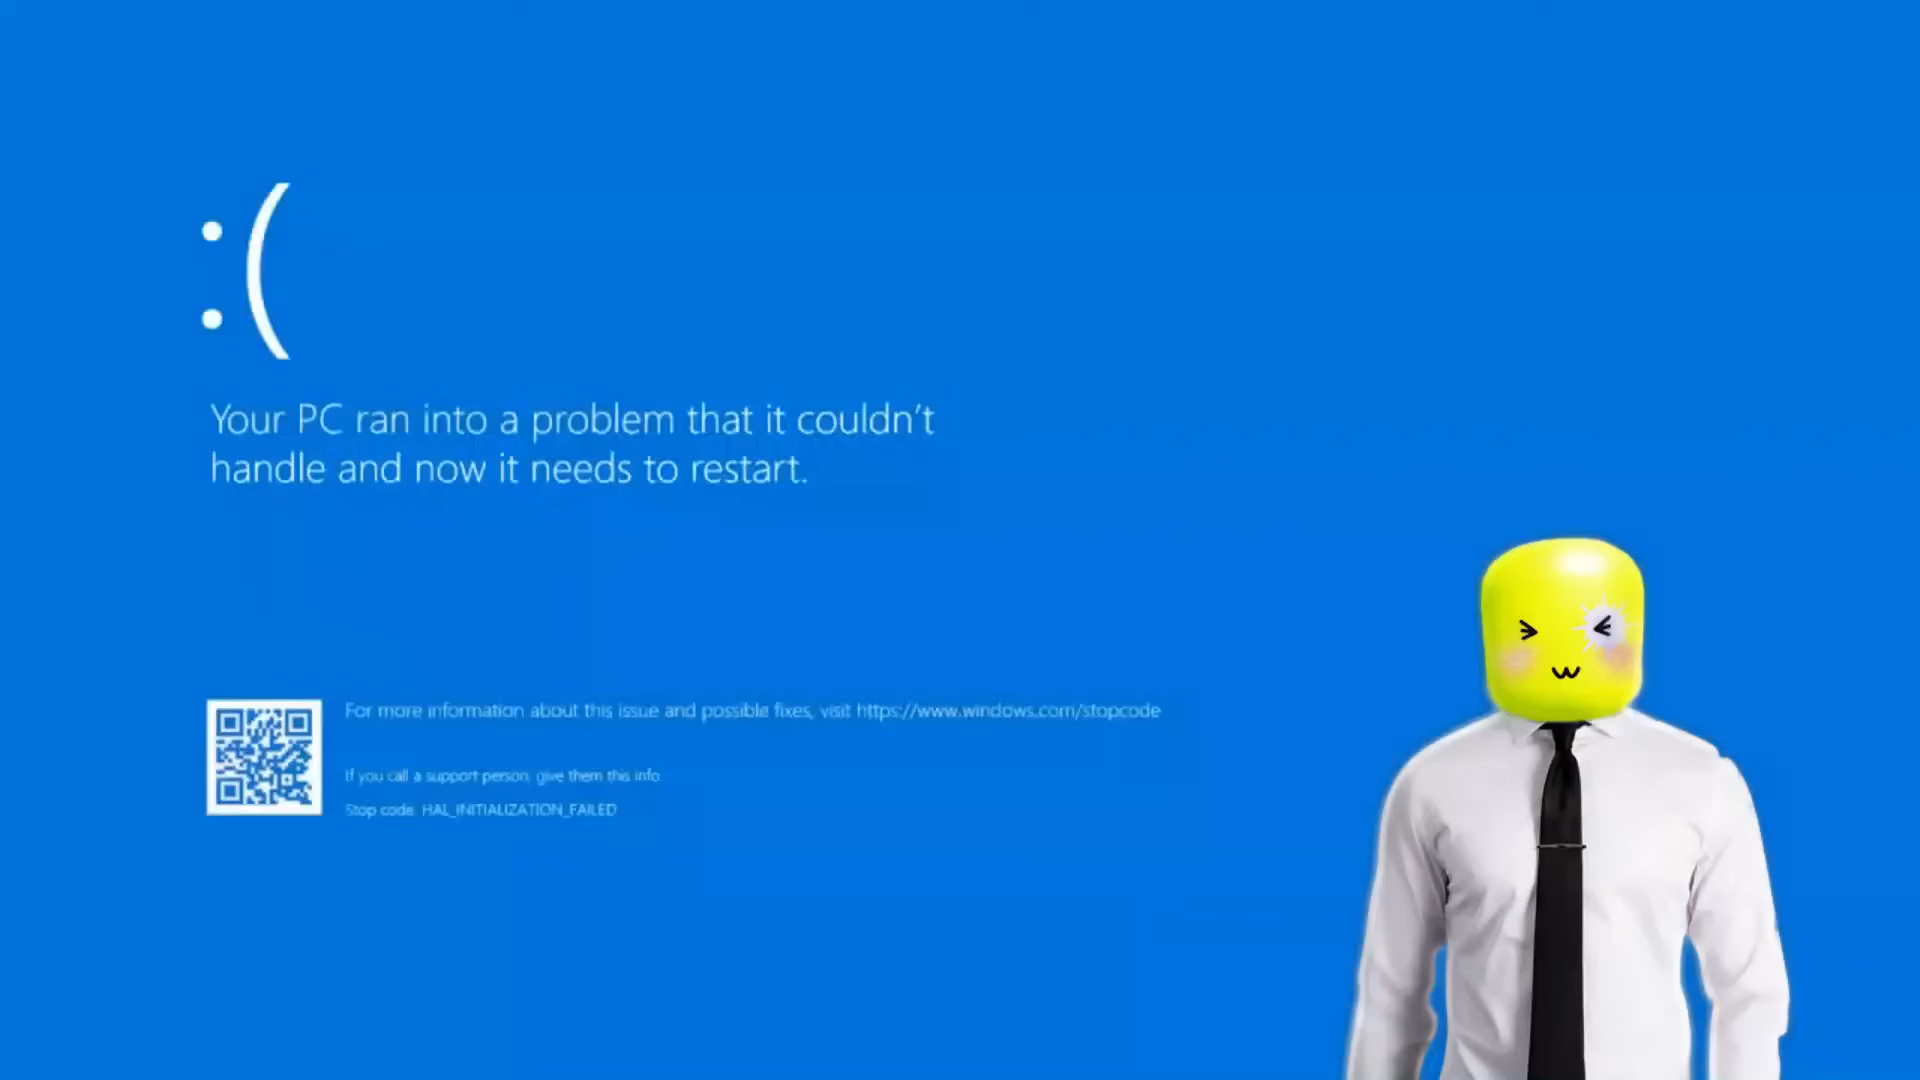 :(
Your PC ran into a problem that it couldn't
handle and now it needs to restart.
For more information about this issue and possible fixes, visit https://www.windows.com/stopcode
If you call a support person, give them this info
Stop code: HAL_INITIALIZATION_FAILED